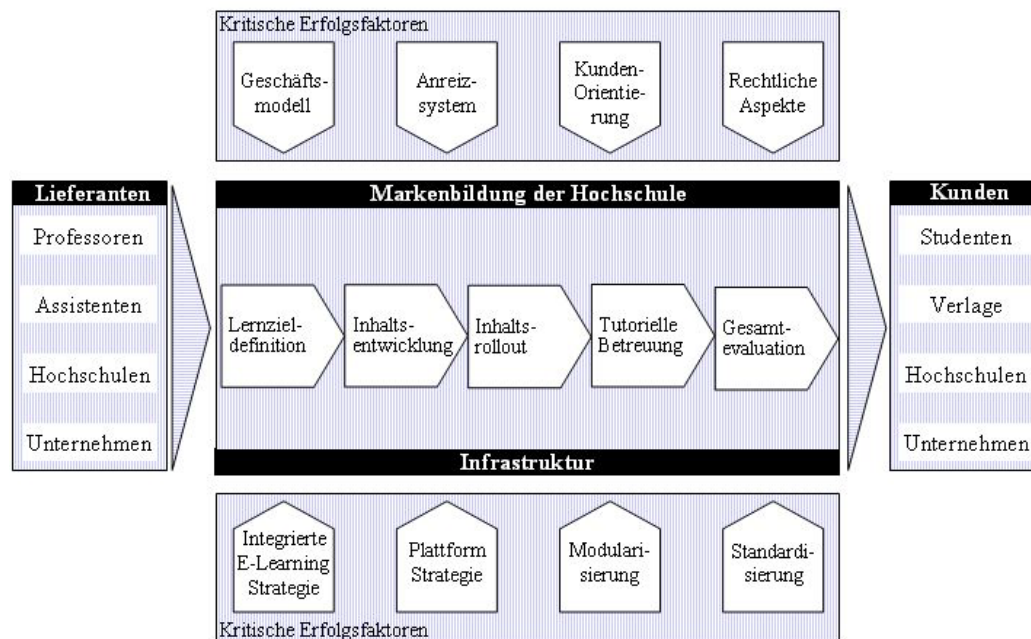 Kritische Erfolgsfaktoren
Geschäfts-
modell
Anreiz-
system
Kunden-
Orientie-
rung
Rechtliche
Aspekte
Lieferanten
Professoren
Assistenten
Hochschulen
Unternehmen
Markenbildung der Hochschule
Lernziel-
definition
Inhalts-
entwicklung
Inhalts-
rollout
Tutorielle
Betreuung
Gesamt-
evaluation
Infrastruktur
Kunden
Studenten
Verlage
Hochschulen
Unternehmen
Integrierte
E-Learning
Strategie
Plattform
Strategie
Modulari-
sierung
Standardi-
sierung
Kritische Erfolgsfaktoren